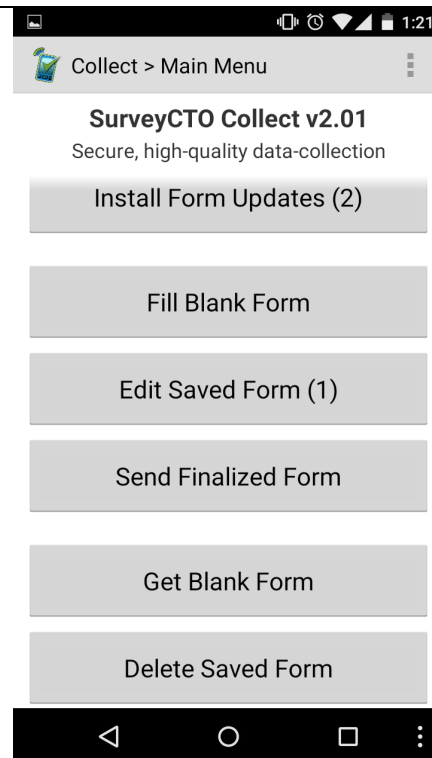 1:21
Collect > Main Menu
SurveyCTO Collect v2.01
Secure, high-quality data-collection
Install Form Updates (2)
Fill Blank Form
Edit Saved Form (1)
Send Finalized Form
Get Blank Form
Delete Saved Form